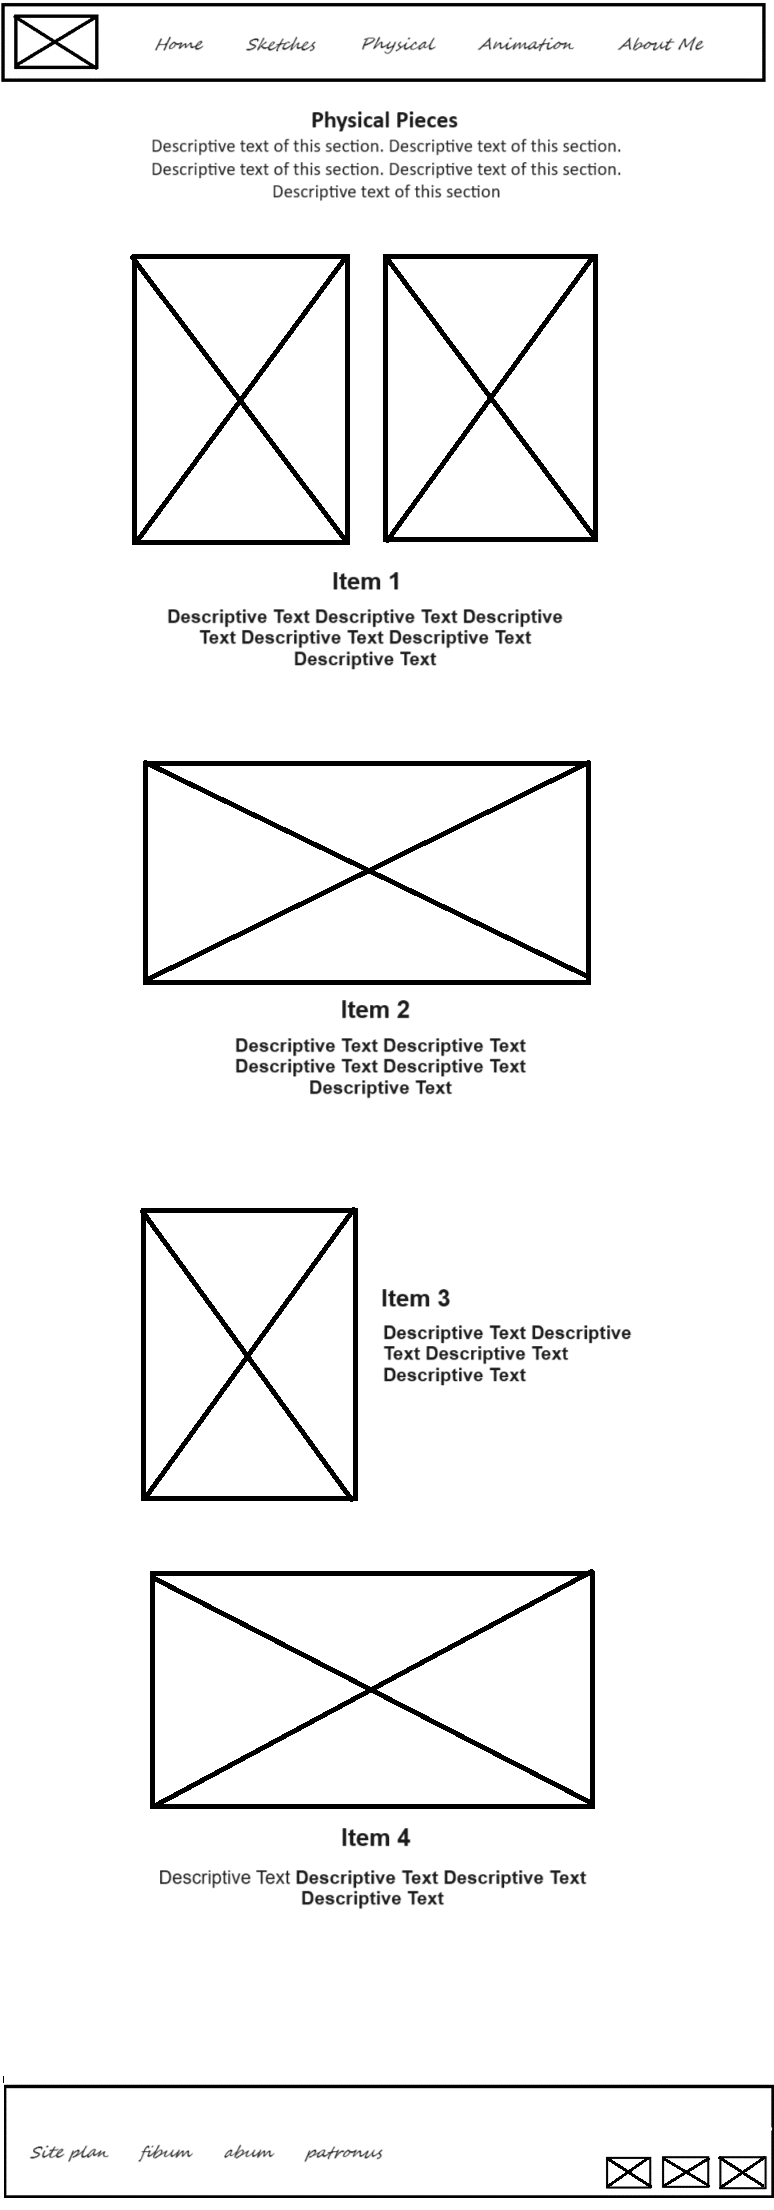 Home Sketches Physical Animation About Me
Physical Pieces
Descriptive text of this section. Descriptive text of this section.
Descriptive text of this section. Descriptive text of this section.
Descriptive text of this section
Item 1
Descriptive Text Descriptive Text Descriptive
Text Descriptive Text Descriptive Text
Descriptive Text
Item 2
Descriptive Text Descriptive Text
Descriptive Text Descriptive Text
Descriptive Text
Item 3
Descriptive Text Descriptive
Text Descriptive Text
Descriptive Text
Item 4
Descriptive Text Descriptive Text Descriptive Text
Descriptive Text
Site plan fibum abum patronus